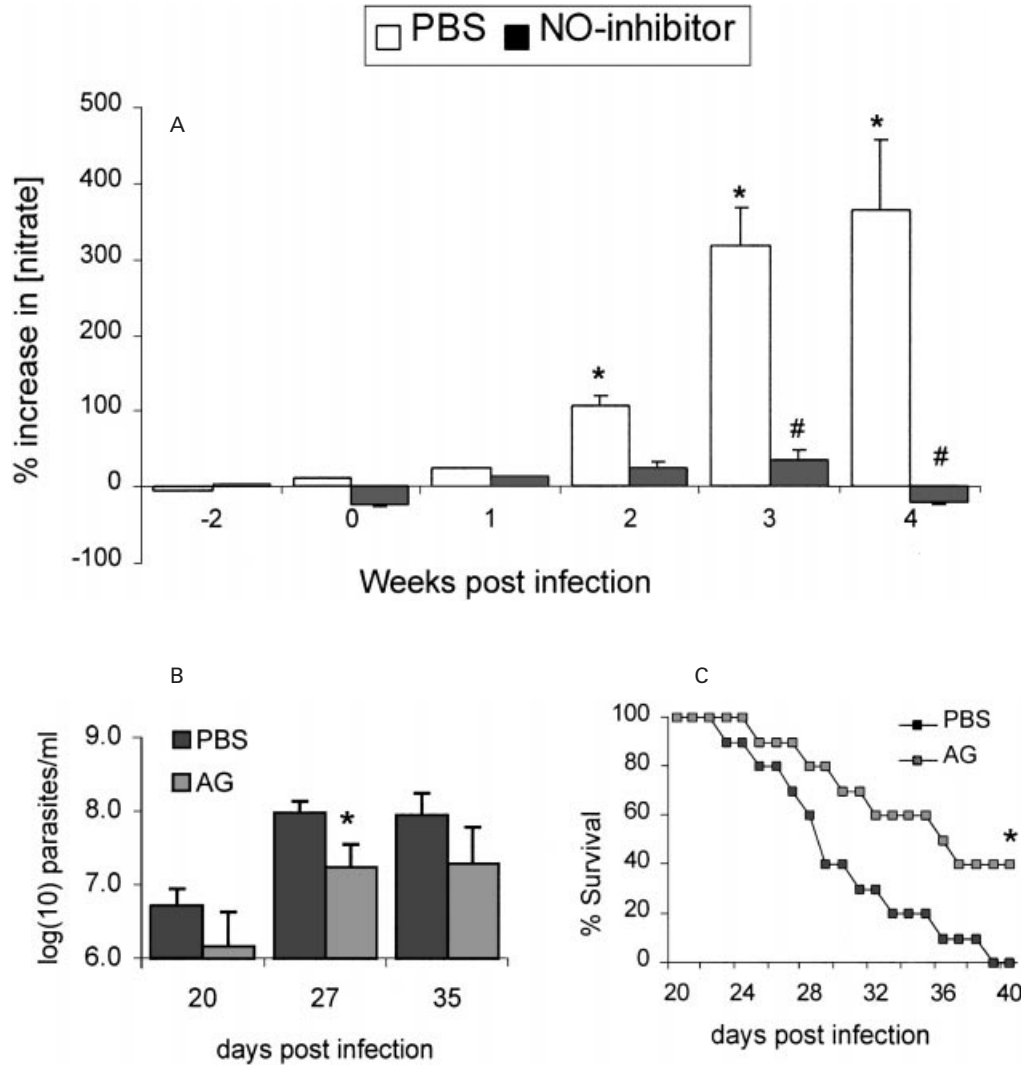 PBS NO-inhibitor
A
500
400
300
200
100
0
-100
% increase in [nitrate]
* * *
# #
-2 0 1 2 3 4
Weeks post infection
B
PBS
AG
9.0
8.0
7.0
6.0
log(10) parasites/ml
*
20 27 35
days post infection
C
PBS
AG
100
80
60
40
20
0
% Survival
*
20 24 28 32 36 40
days post infection